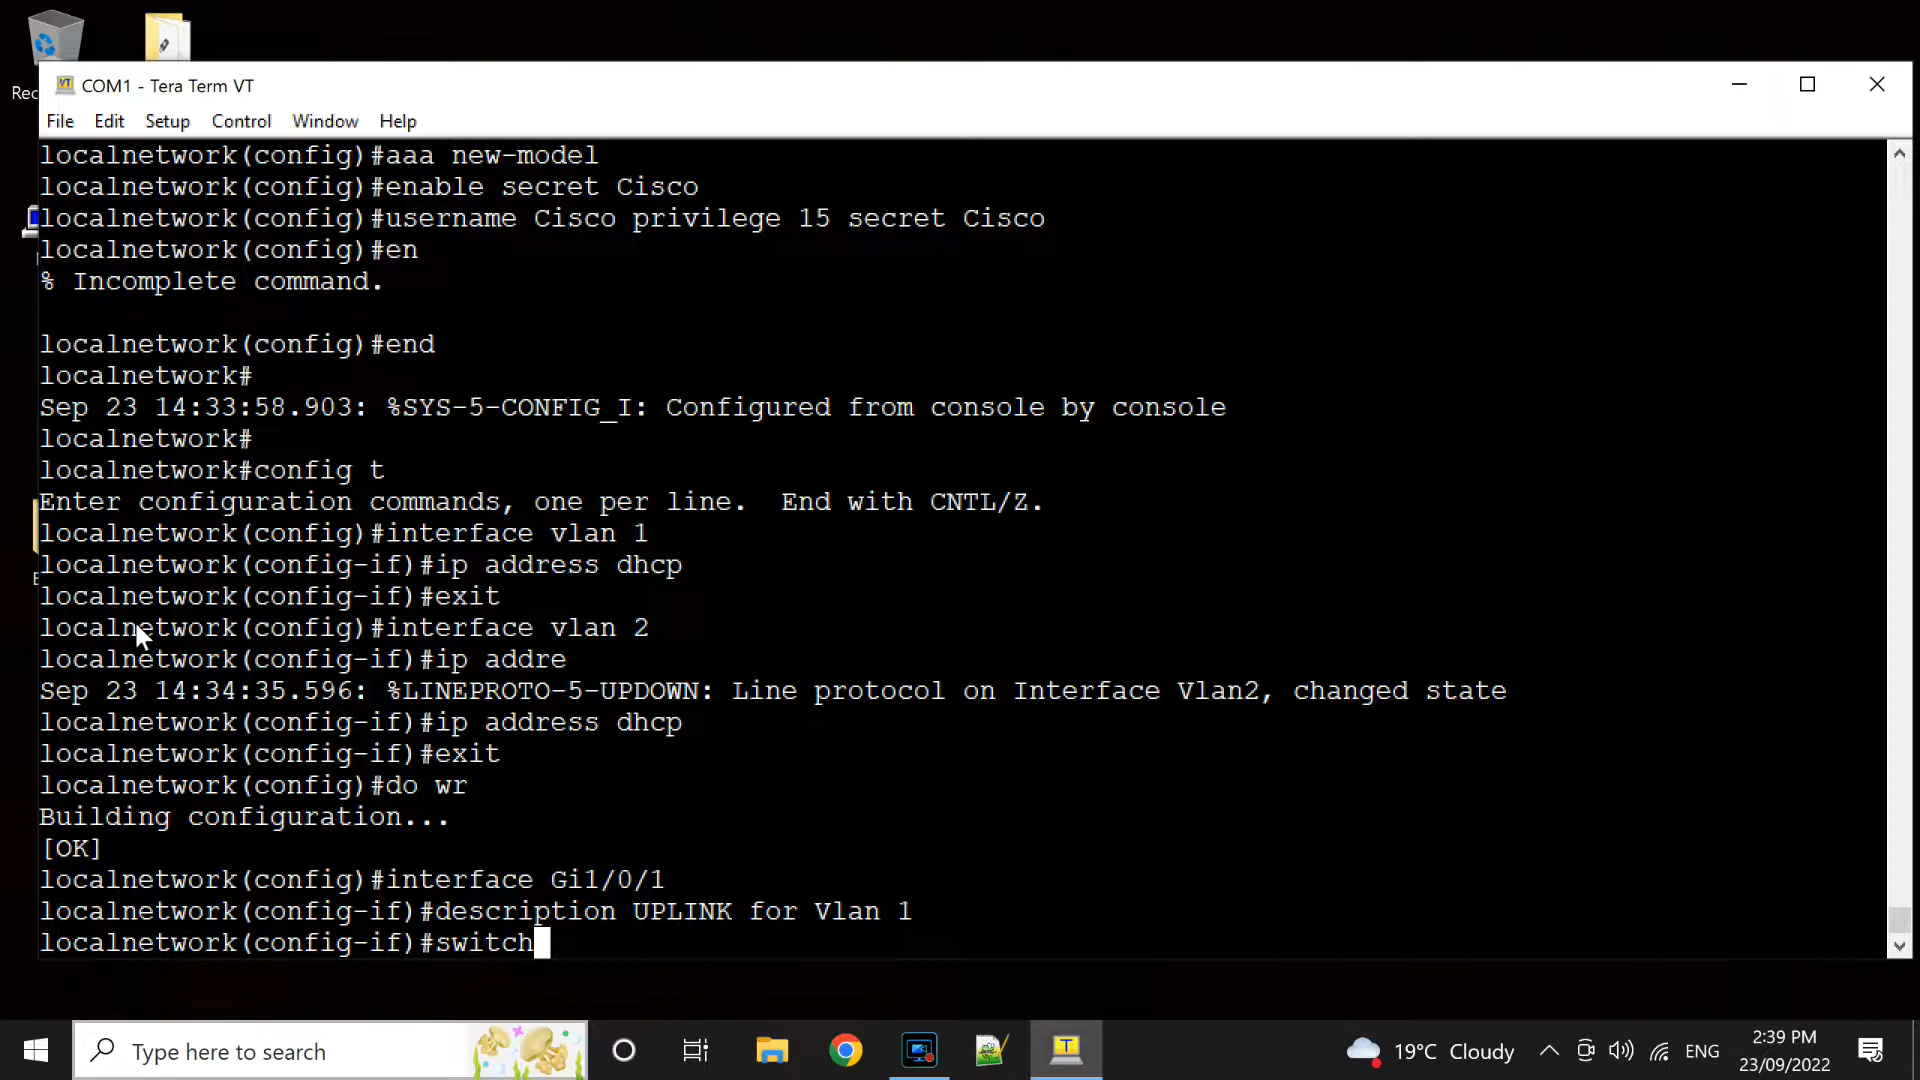 Rec
COM1 - Tera Term VT
File Edit Setup Control Window Help
localnetwork(config)#aaa new-model
localnetwork(config)#enable secret Cisco
localnetwork(config)#username Cisco privilege 15 secret Cisco
localnetwork(config)#en
% Incomplete command.
localnetwork(config)#end
localnetwork#
Sep 23 14:33:58.903: %SYS-5-CONFIG_I: Configured from console by console
localnetwork#
localnetwork#config t
Enter configuration commands, one per line.  End with CNTL/Z.
localnetwork(config)#interface vlan 1
localnetwork(config-if)#ip address dhcp
localnetwork(config-if)#exit
localnetwork(config)#interface vlan 2
localnetwork(config-if)#ip addre
Sep 23 14:34:35.596: %LINEPROTO-5-UPDOWN: Line protocol on Interface Vlan2, changed state
localnetwork(config-if)#ip address dhcp
localnetwork(config-if)#exit
localnetwork(config)#do wr
Building configuration...
[OK]
localnetwork(config)#interface Gi1/0/1
localnetwork(config-if)#description UPLINK for Vlan 1
localnetwork(config-if)#switch
Type here to search
19°C Cloudy
ENG
2:39 PM
23/09/2022